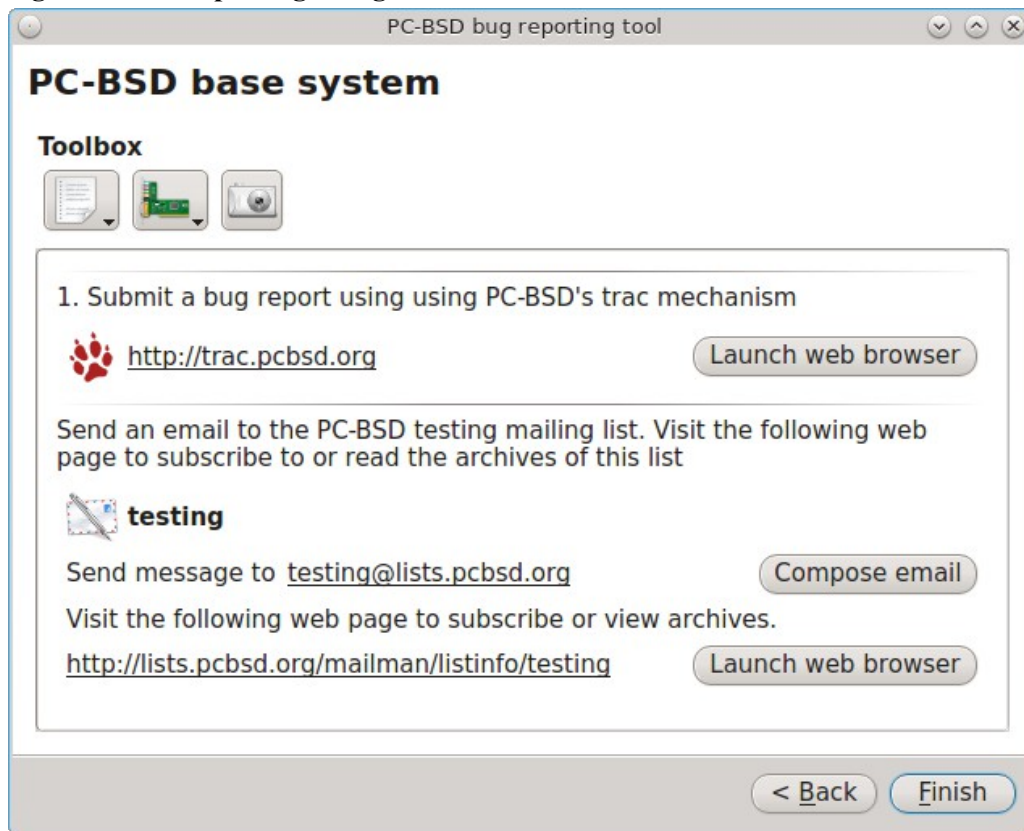 PC-BSD bug reporting tool
PC-BSD base system
Toolbox
1. Submit a bug report using using PC-BSD's trac mechanism
http://trac.pcbsd.org
Launch web browser
Send an email to the PC-BSD testing mailing list. Visit the following web
page to subscribe to or read the archives of this list
testing
Send message to testing@lists.pcbsd.org
Compose email
Visit the following web page to subscribe or view archives.
http://lists.pcbsd.org/mailman/listinfo/testing
Launch web browser
< Back
Finish